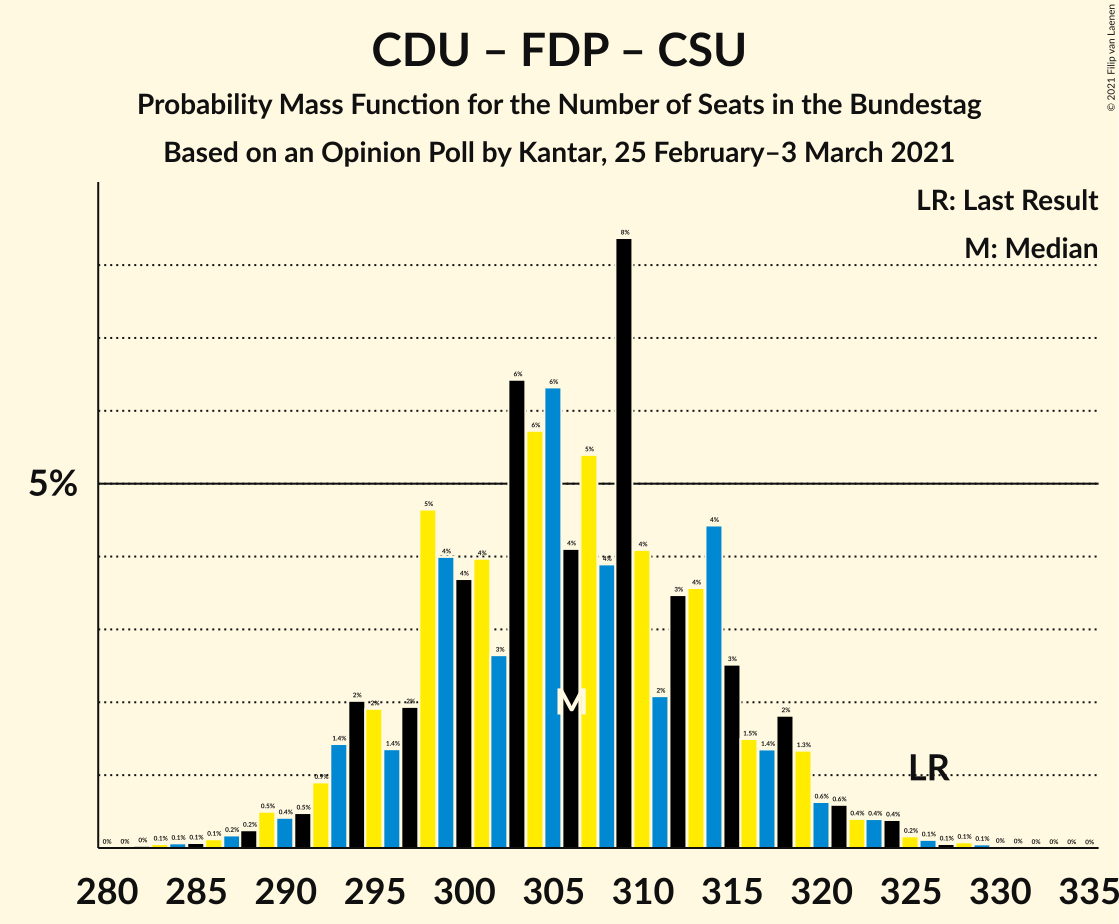 CDU – FDP – CSU
Probability Mass Function for the Number of Seats in the Bundestag
Based on an Opinion Poll by Kantar, 25 February–3 March 2021
© 2021 Filip van Laenen
LR: Last Result
M: Median
5%
0% 0% 0% 0.1% 0.1% 0.1% 0.1% 0.2% 0.2% 0.5% 0.4% 0.5% 0.9% 1.4% 2% 2% 1.4% 2% 5% 4% 4% 4% 3% 6% 6% 6% 4% 5% 4% 8% 4% 2% 3% 4% 4% 3% 1.5% 1.4% 2% 1.3% 0.6% 0.6% 0.4% 0.4% 0.4% 0.2% 0.1% 0.1% 0.1% 0.1% 0% 0% 0% 0% 0% 0%
M
LR
280 285 290 295 300 305 310 315 320 325 330 335